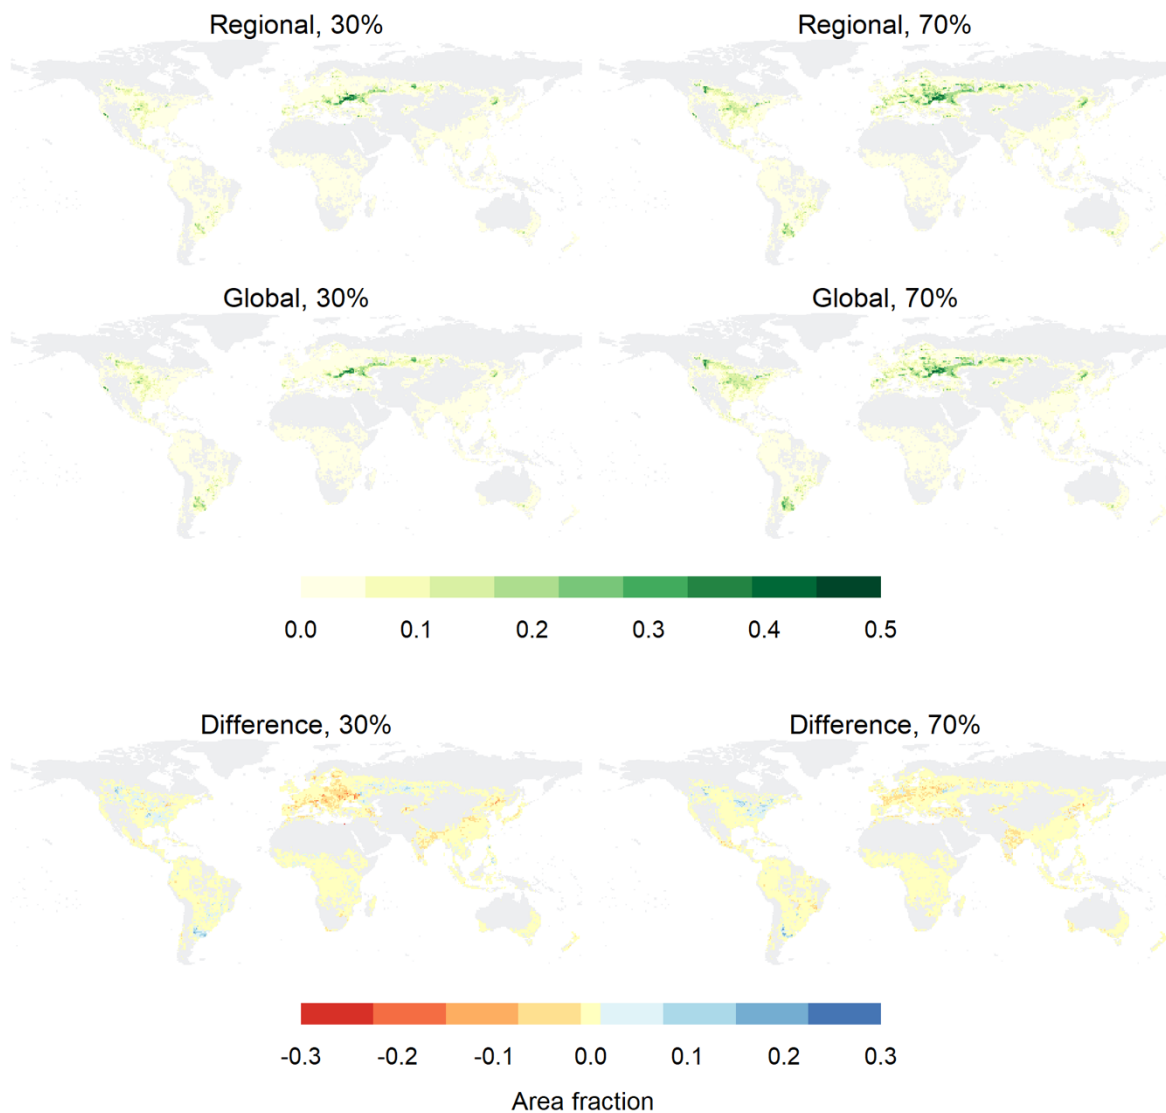 Regional, 30%
Regional, 70%
Global, 30%
Global, 70%
0.0 0.1 0.2 0.3 0.4 0.5
Difference, 30%
Difference, 70%
-0.3 -0.2 -0.1 0.0 0.1 0.2 0.3
Area fraction